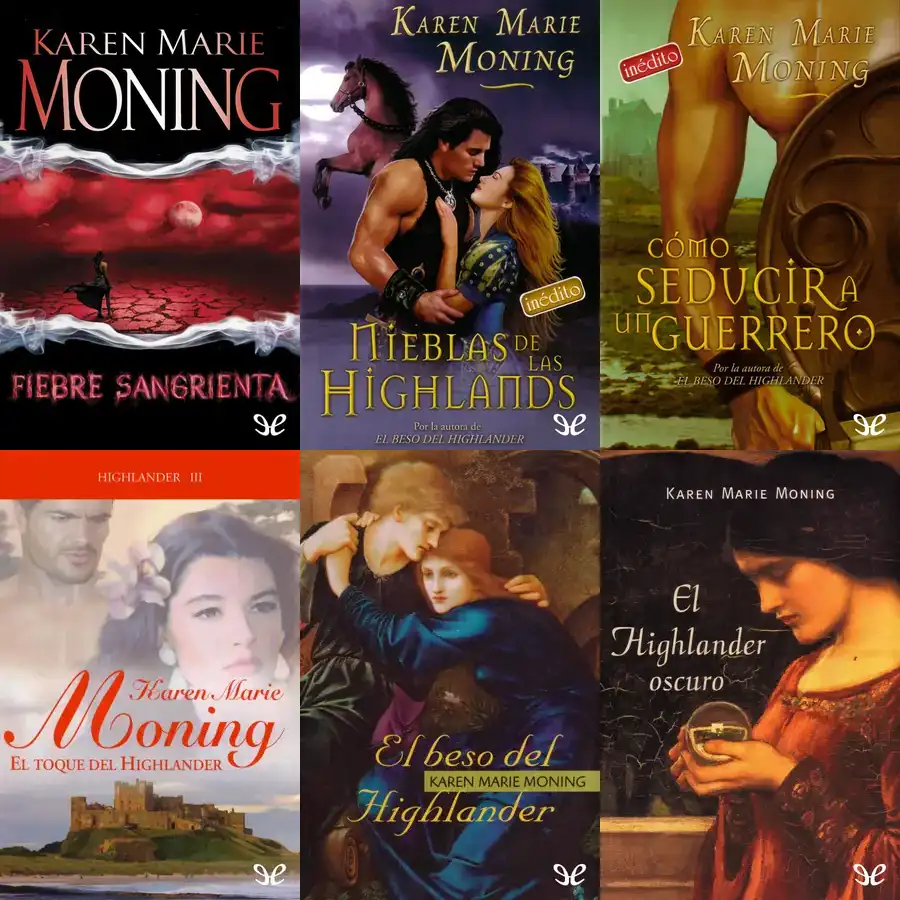 KAREN MARIE
MONING
FIEBRE SANGRIENTA
KAREN MARIE
MONING
inédito
NIEBLAS DE
LAS
HIGHLANDS
Por la autora de
EL BESO DEL HIGHLANDER
inédito
KAREN MARIE
MONING
CÓMO
SEDUCIR A
UN GUERRERO
Por la autora de
EL BESO DEL HIGHLANDER
HIGHLANDER III
Karen Marie
Moning
EL TOQUE DEL HIGHLANDER
El beso del
KAREN MARIE MONING
Highlander
KAREN MARIE MONING
El
Highlander
oscuro